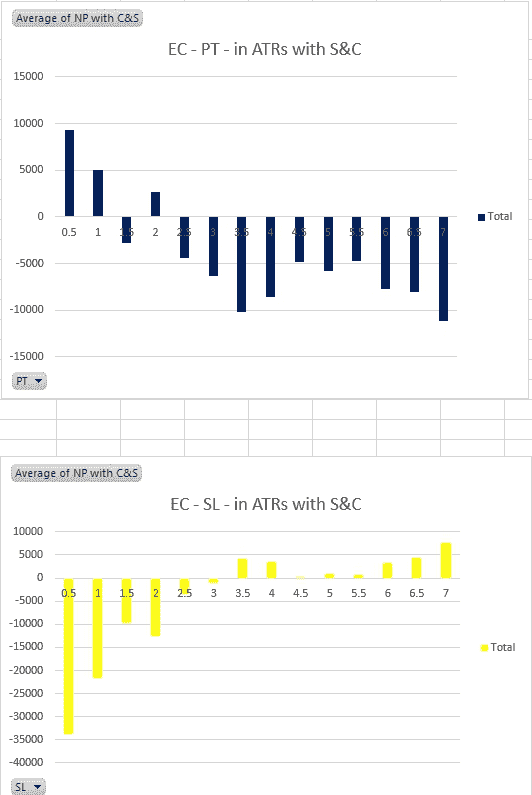 Average of NP with C&S
EC - PT - in ATRs with S&C
15000
10000
5000
0
-5000
-10000
-15000
0.5 1 1.5 2 2.5 3 3.5 4 4.5 5 5.5 6 6.5 7
Total
PT
Average of NP with C&S
EC - SL - in ATRs with S&C
10000
5000
0
-5000
-10000
-15000
-20000
-25000
-30000
-35000
-40000
0.5 1 1.5 2 2.5 3 3.5 4 4.5 5 5.5 6 6.5 7
Total
SL